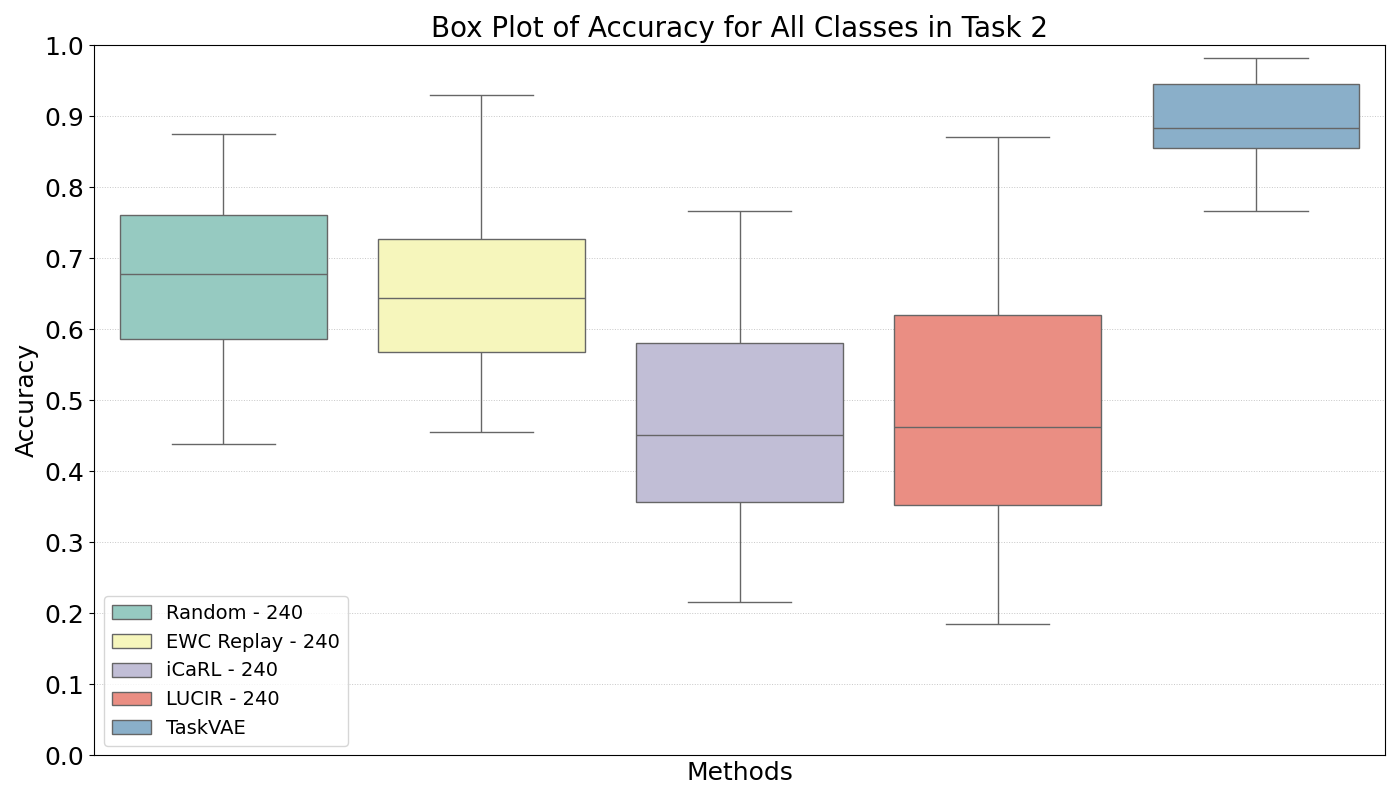 Box Plot of Accuracy for All Classes in Task 2
1.0
0.9
0.8
0.7
0.6
0.5
0.4
0.3
0.2
0.1
0.0
Accuracy
Random - 240
EWC Replay - 240
iCaRL - 240
LUCIR - 240
TaskVAE
Methods